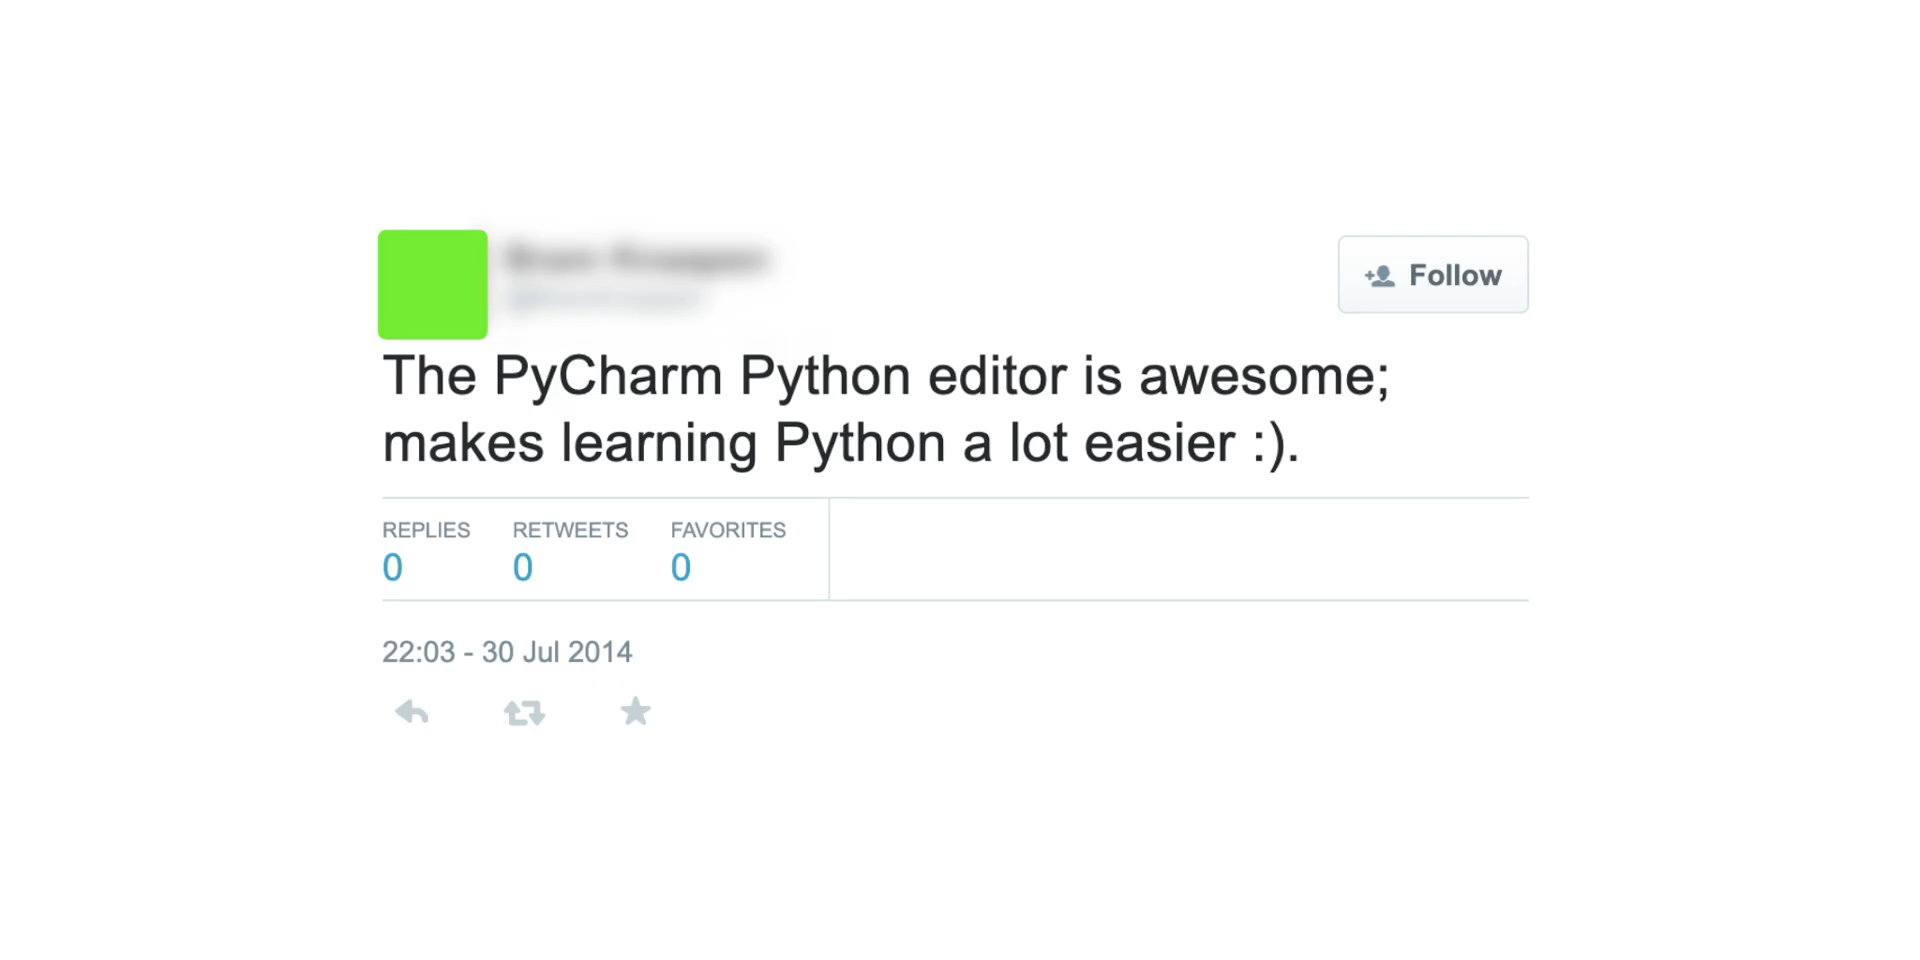 Follow
The PyCharm Python editor is awesome;
makes learning Python a lot easier :).
REPLIES RETWEETS FAVORITES
0 0 0
22:03 - 30 Jul 2014